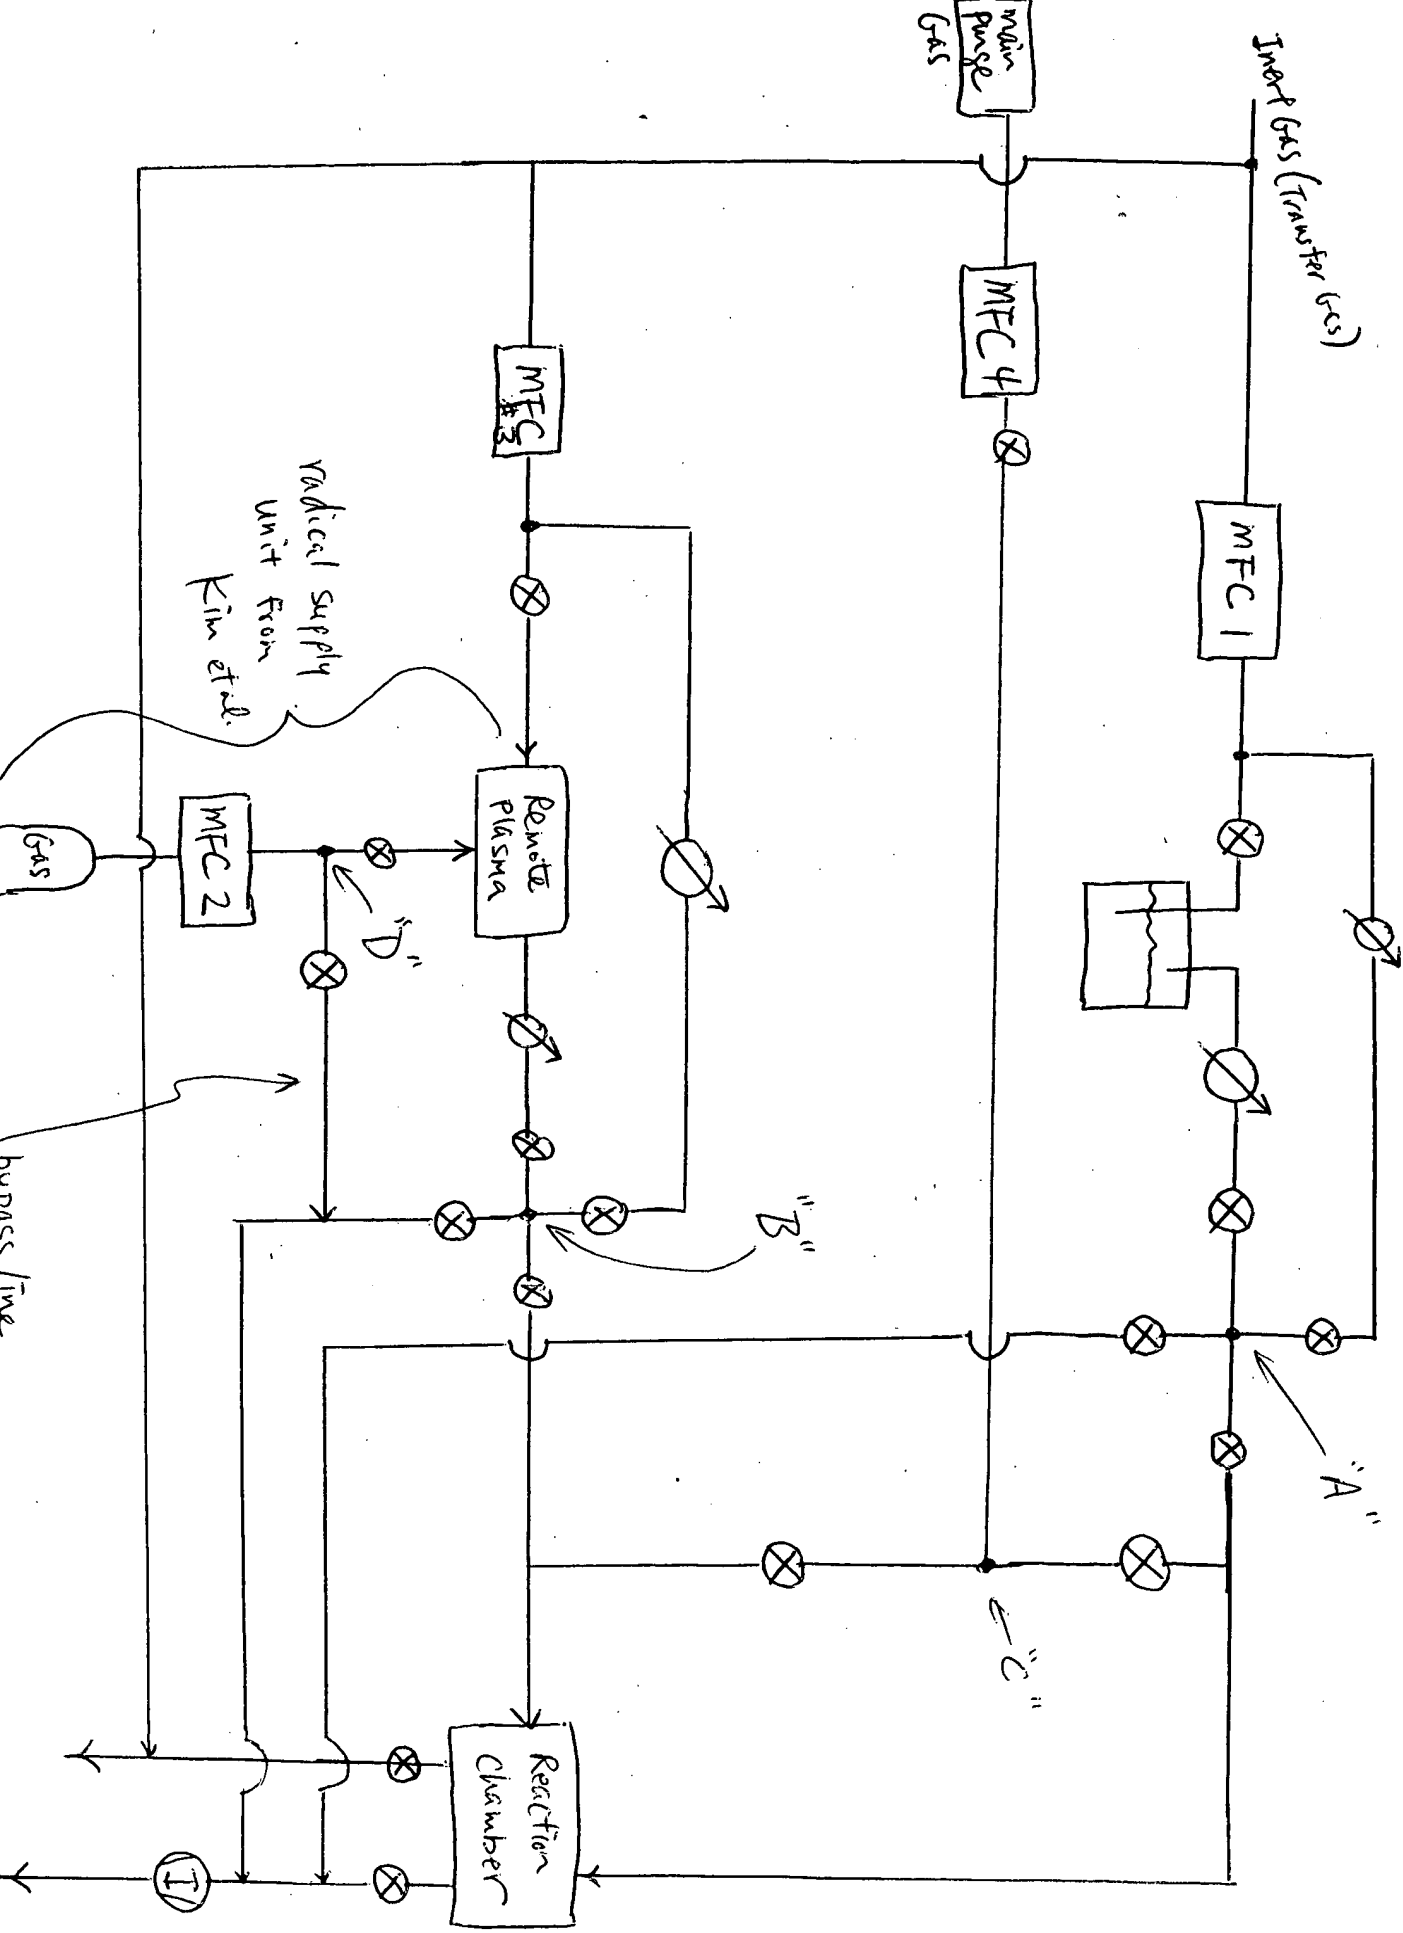 Inert Gas (Transfer Gas)
main
purge
Gas
MFC 1
MFC 4
MFC
#3
radical supply
unit from
Kim et al.
Remote
plasma
MFC 2
Gas
"D"
"B"
"A"
"C"
bypass line
Reaction
Chamber
I